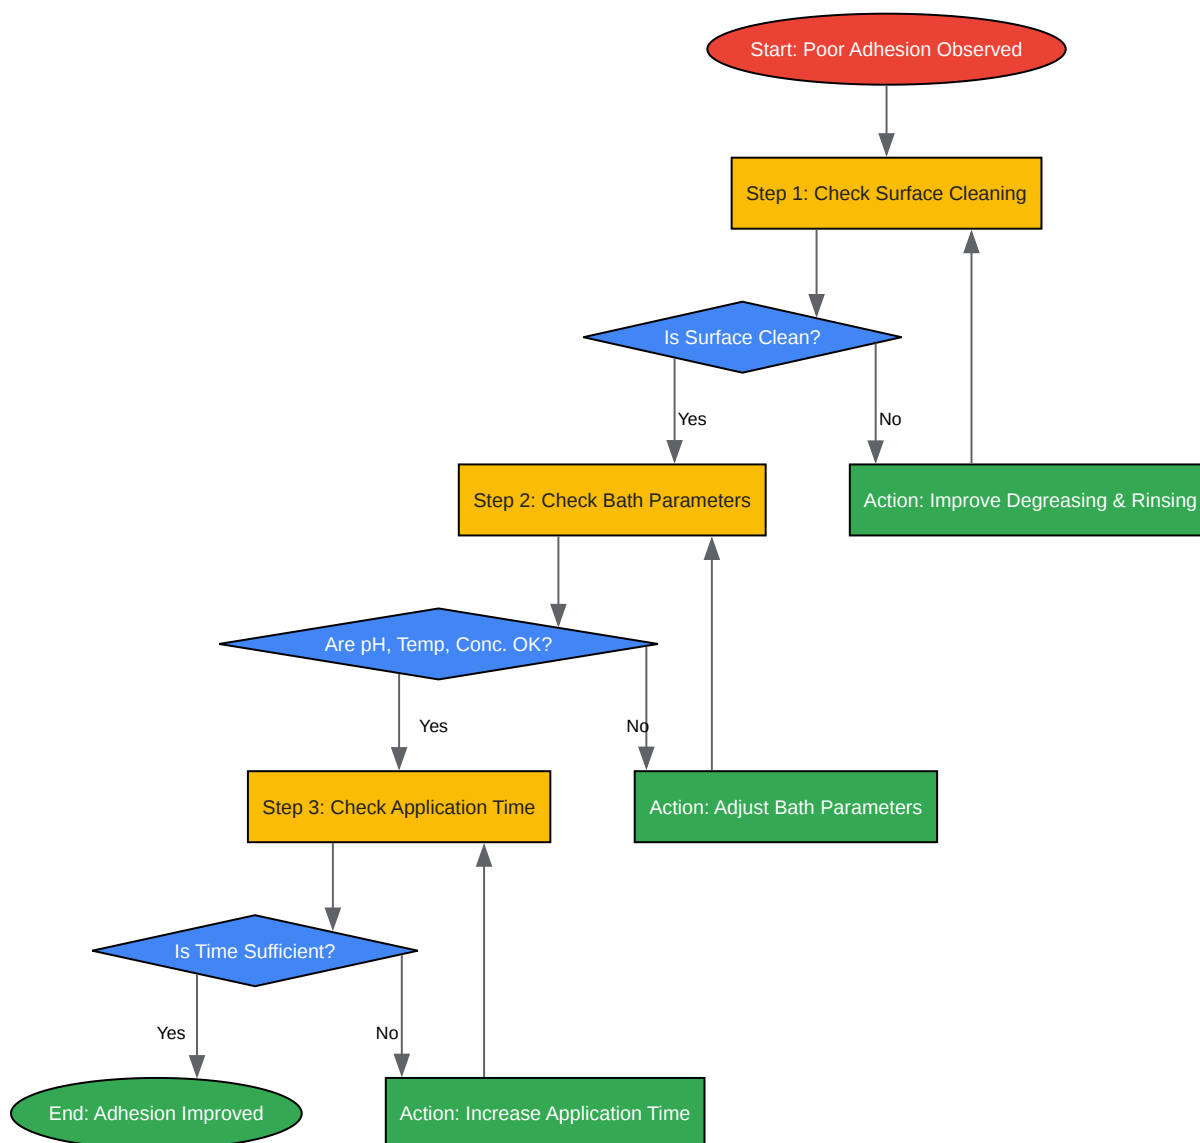 Start: Poor Adhesion Observed
Step 1: Check Surface Cleaning
Is Surface Clean?
Yes
No
Step 2: Check Bath Parameters
Action: Improve Degreasing & Rinsing
Are pH, Temp, Conc. OK?
Yes
No
Step 3: Check Application Time
Action: Adjust Bath Parameters
Is Time Sufficient?
Yes
No
End: Adhesion Improved
Action: Increase Application Time